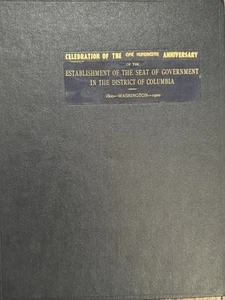 CELEBRATION OF THE ONE HUNDREDTH ANNIVERSARY
OF THE
ESTABLISHMENT OF THE SEAT OF GOVERNMENT
IN THE DISTRICT OF COLUMBIA
1800—WASHINGTON—1900